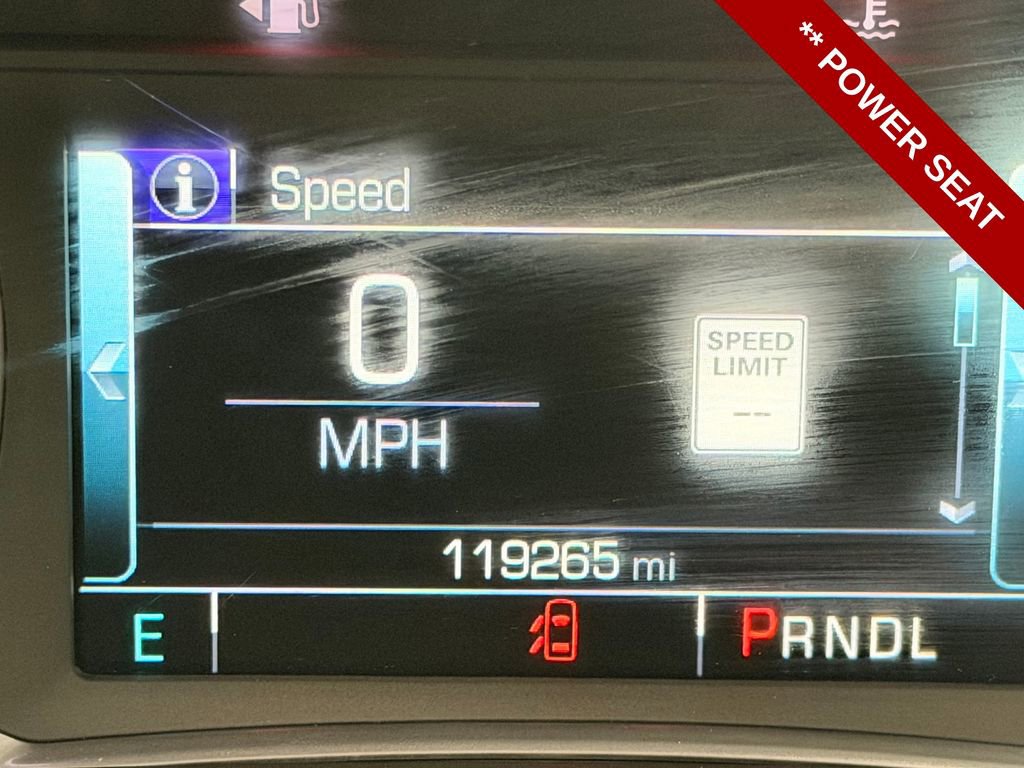 ** POWER SEAT
i Speed
0
MPH
SPEED
LIMIT
--
119265 mi
E
PRNDL